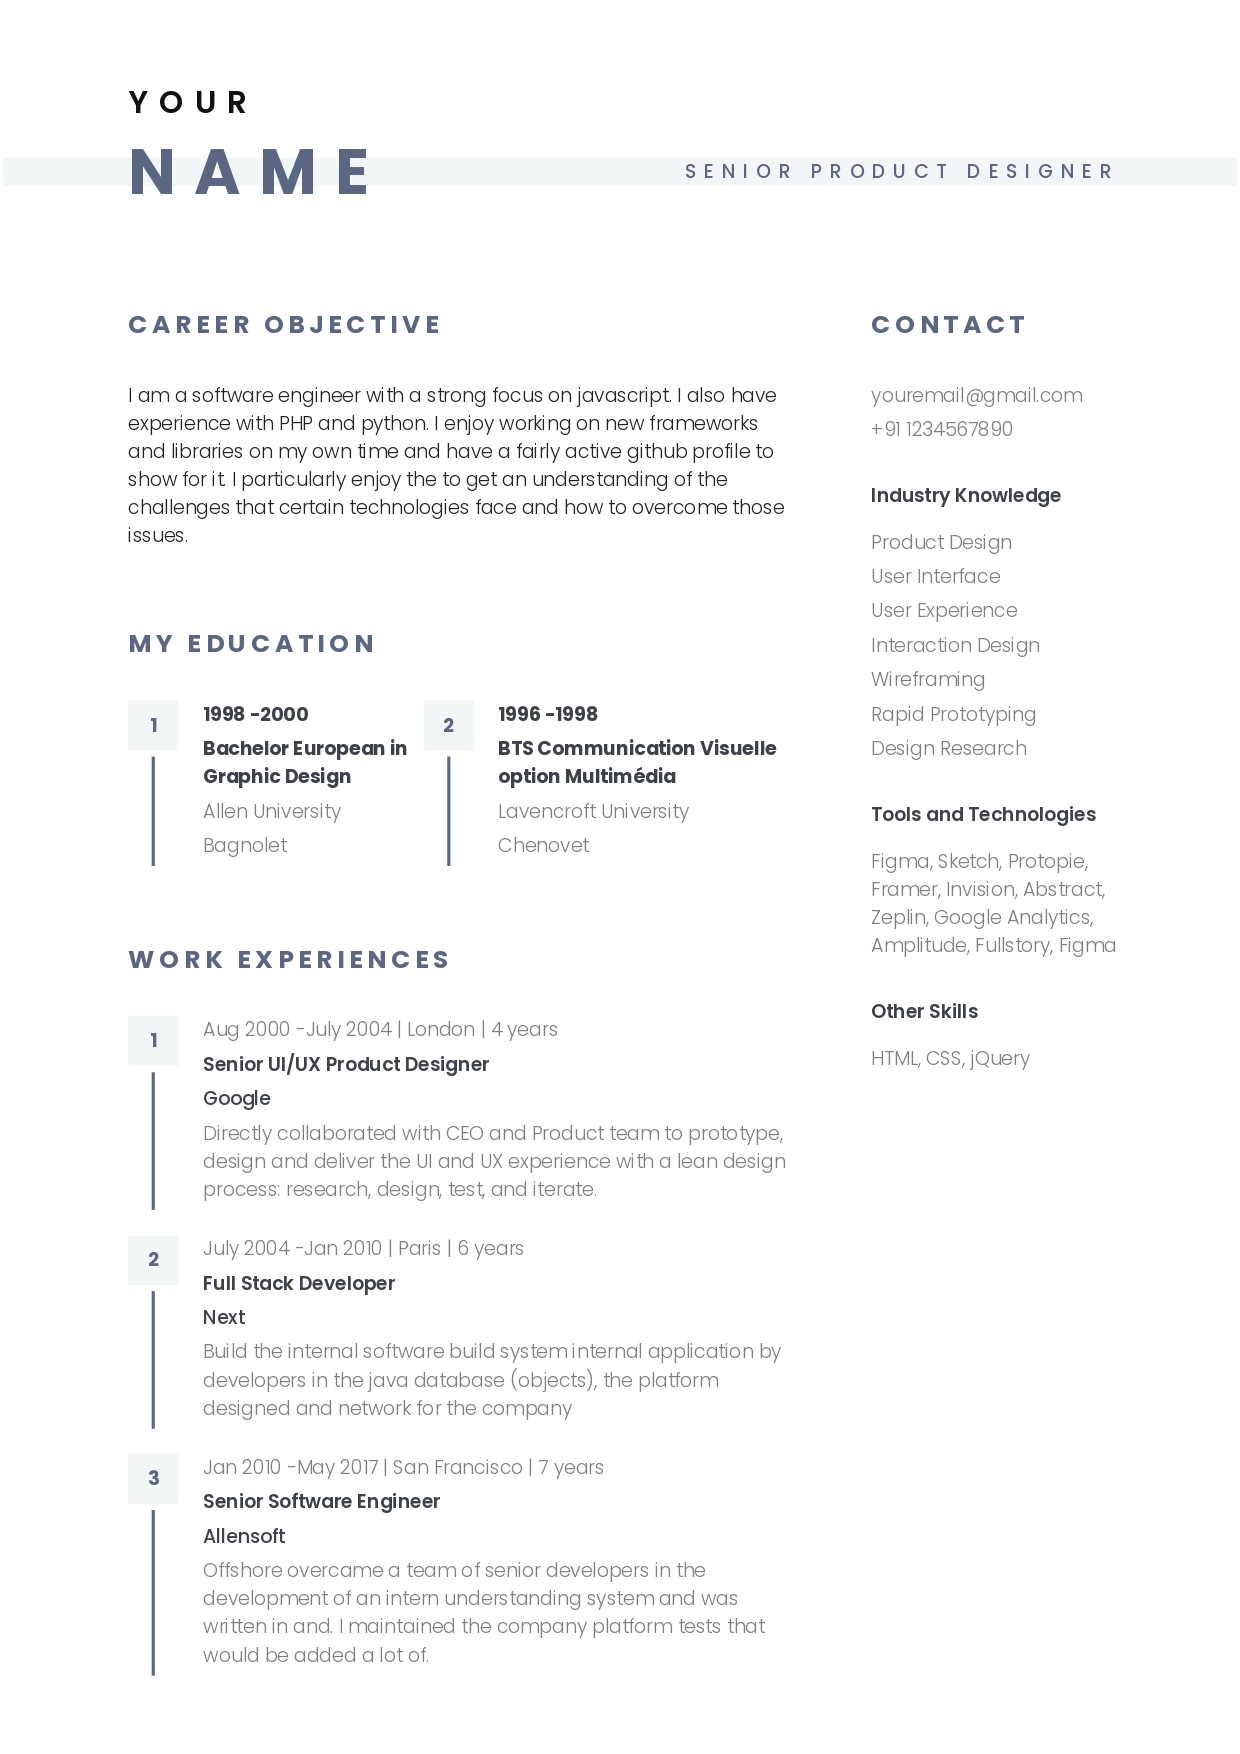 YOUR
NAME
SENIOR PRODUCT DESIGNER
CAREER OBJECTIVE
I am a software engineer with a strong focus on javascript. I also have
experience with PHP and python. I enjoy working on new frameworks
and libraries on my own time and have a fairly active github profile to
show for it. I particularly enjoy the to get an understanding of the
challenges that certain technologies face and how to overcome those
issues.
MY EDUCATION
1
1998 -2000
Bachelor European in
Graphic Design
Allen University
Bagnolet
2
1996 -1998
BTS Communication Visuelle
option Multimédia
Lavencroft University
Chenovet
WORK EXPERIENCES
1
Aug 2000 -July 2004 | London | 4 years
Senior UI/UX Product Designer
Google
Directly collaborated with CEO and Product team to prototype,
design and deliver the UI and UX experience with a lean design
process: research, design, test, and iterate.
2
July 2004 -Jan 2010 | Paris | 6 years
Full Stack Developer
Next
Build the internal software build system internal application by
developers in the java database (objects), the platform
designed and network for the company
3
Jan 2010 -May 2017 | San Francisco | 7 years
Senior Software Engineer
Allensoft
Offshore overcame a team of senior developers in the
development of an intern understanding system and was
written in and. I maintained the company platform tests that
would be added a lot of.
CONTACT
youremail@gmail.com
+91 1234567890
Industry Knowledge
Product Design
User Interface
User Experience
Interaction Design
Wireframing
Rapid Prototyping
Design Research
Tools and Technologies
Figma, Sketch, Protopie,
Framer, Invision, Abstract,
Zeplin, Google Analytics,
Amplitude, Fullstory, Figma
Other Skills
HTML, CSS, jQuery